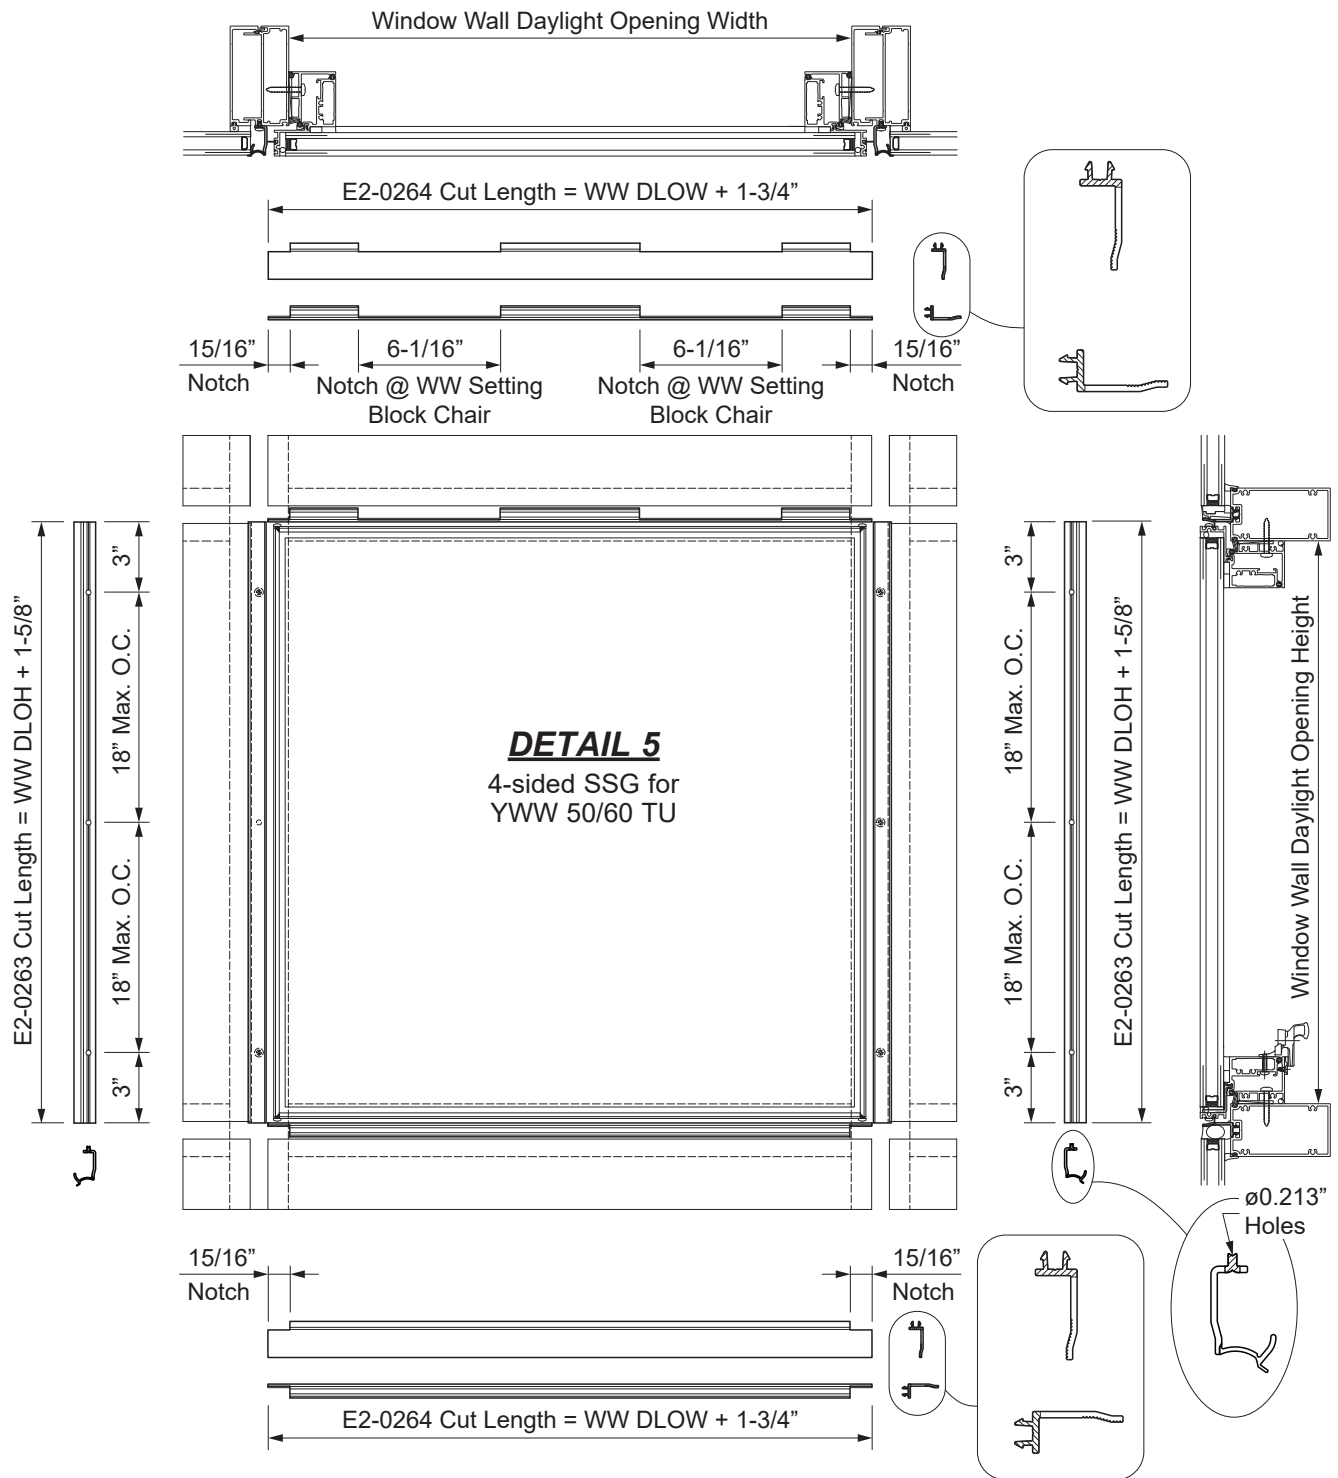 Window Wall Daylight Opening Width
E2-0264 Cut Length = WW DLOW + 1-3/4”
15/16”
Notch
6-1/16”
Notch @ WW Setting
Block Chair
6-1/16”
Notch @ WW Setting
Block Chair
15/16”
Notch
E2-0263 Cut Length = WW DLOH + 1-5/8”
3”
18” Max. O.C.
18” Max. O.C.
3”
DETAIL 5
4-sided SSG for
YWW 50/60 TU
3”
18” Max. O.C.
18” Max. O.C.
3”
E2-0263 Cut Length = WW DLOH + 1-5/8”
Window Wall Daylight Opening Height
ø0.213”
Holes
15/16”
Notch
15/16”
Notch
E2-0264 Cut Length = WW DLOW + 1-3/4”